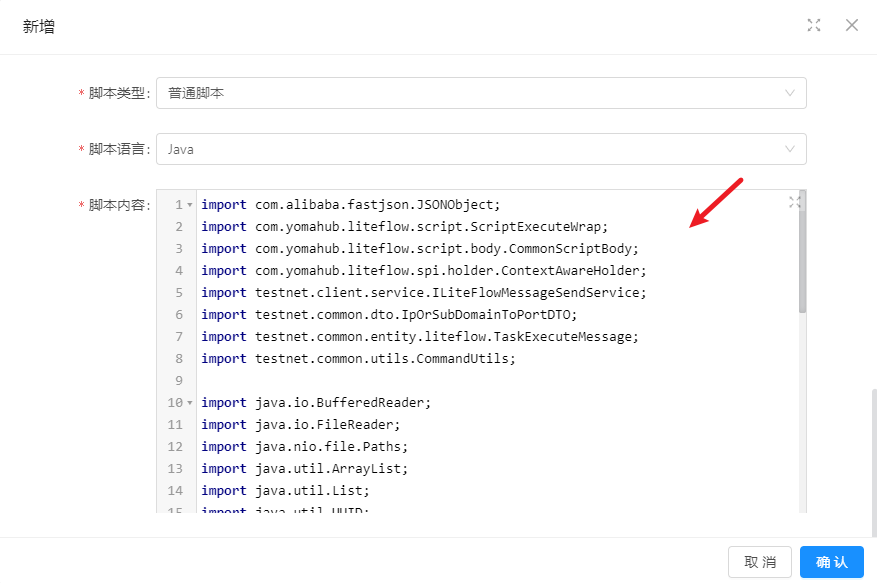 新增
* 脚本类型: 普通脚本
* 脚本语言: Java
* 脚本内容:
1 import com.alibaba.fastjson.JSONObject;
2 import com.yomahub.liteflow.script.ScriptExecuteWrap;
3 import com.yomahub.liteflow.script.body.CommonScriptBody;
4 import com.yomahub.liteflow.spi.holder.ContextAwareHolder;
5 import testnet.client.service.ILiteFlowMessageSendService;
6 import testnet.common.dto.IpOrSubDomainToPortDTO;
7 import testnet.common.entity.liteflow.TaskExecuteMessage;
8 import testnet.common.utils.CommandUtils;
9
10 import java.io.BufferedReader;
11 import java.io.FileReader;
12 import java.nio.file.Paths;
13 import java.util.ArrayList;
14 import java.util.List;
15 import java.util.UUID;
取 消 确 认